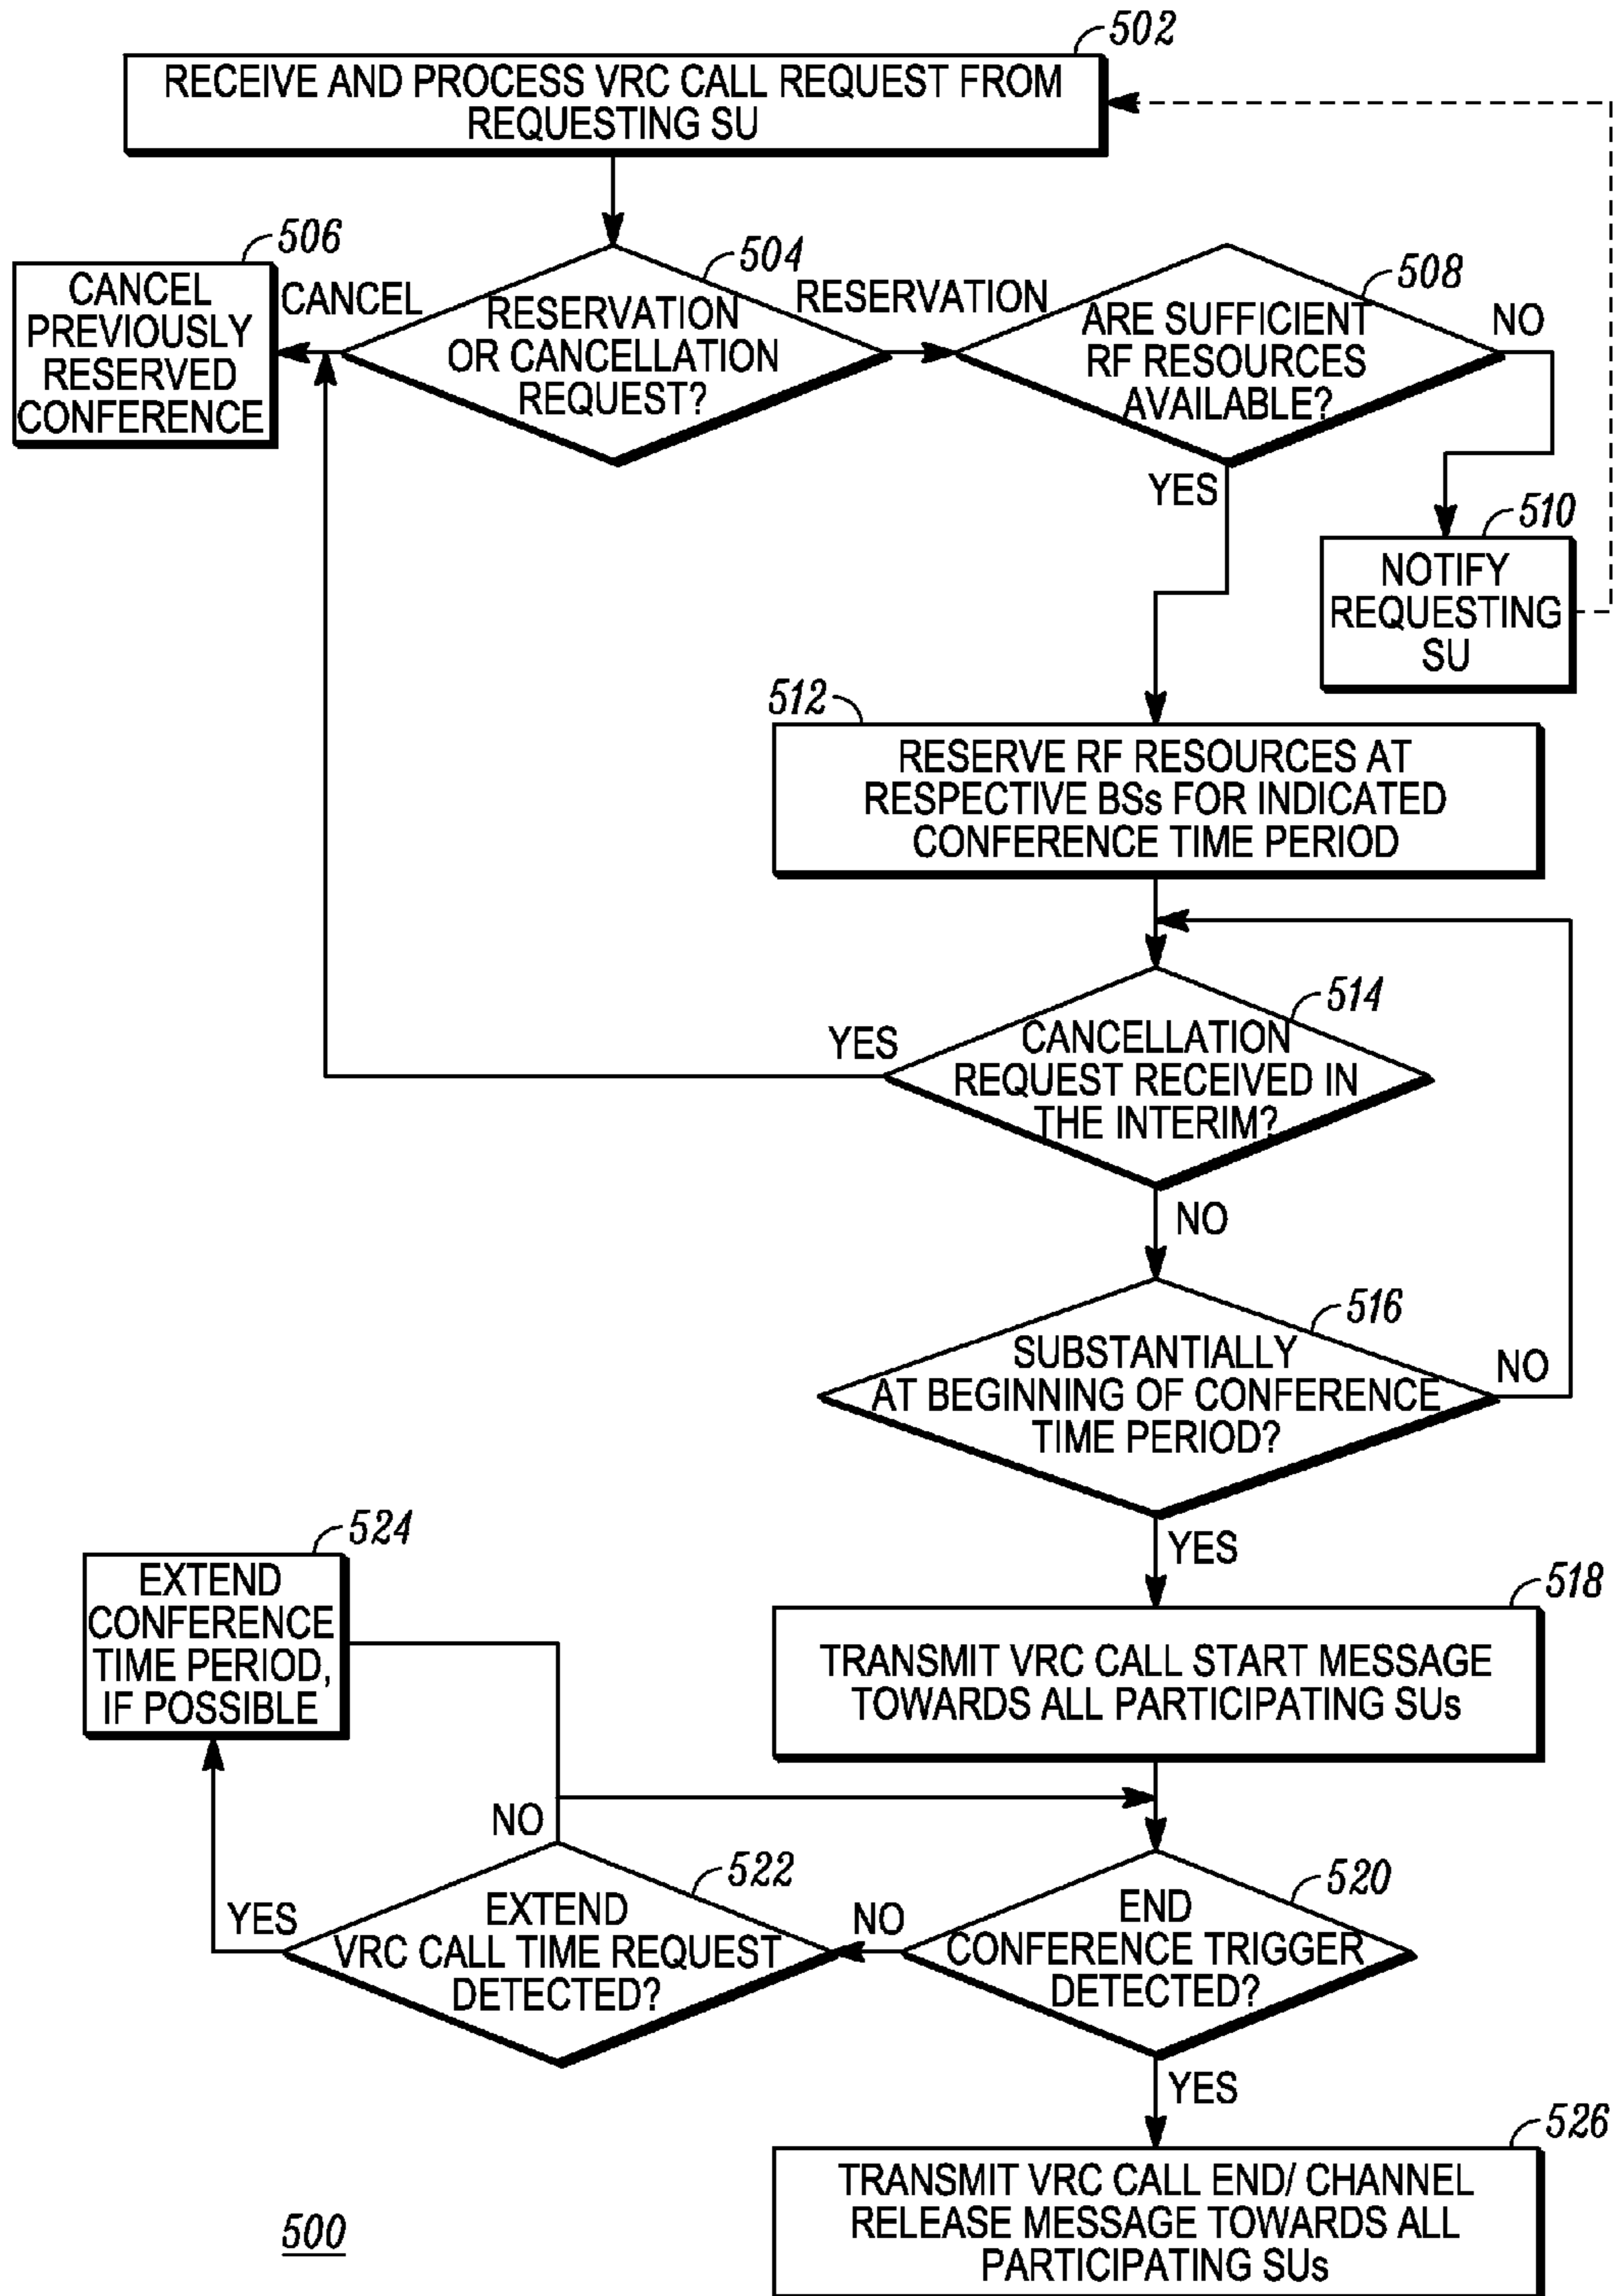 502
RECEIVE AND PROCESS VRC CALL REQUEST FROM
REQUESTING SU
506
CANCEL
PREVIOUSLY
RESERVED
CONFERENCE
CANCEL
504
RESERVATION
OR CANCELLATION
REQUEST?
RESERVATION
508
ARE SUFFICIENT
RF RESOURCES
AVAILABLE?
NO
YES
510
NOTIFY
REQUESTING
SU
512
RESERVE RF RESOURCES AT
RESPECTIVE BSs FOR INDICATED
CONFERENCE TIME PERIOD
514
CANCELLATION
REQUEST RECEIVED IN
THE INTERIM?
YES
NO
516
SUBSTANTIALLY
AT BEGINNING OF CONFERENCE
TIME PERIOD?
NO
YES
518
TRANSMIT VRC CALL START MESSAGE
TOWARDS ALL PARTICIPATING SUs
524
EXTEND
CONFERENCE
TIME PERIOD,
IF POSSIBLE
NO
522
EXTEND
VRC CALL TIME REQUEST
DETECTED?
YES
NO
520
END
CONFERENCE TRIGGER
DETECTED?
YES
526
TRANSMIT VRC CALL END/ CHANNEL
RELEASE MESSAGE TOWARDS ALL
PARTICIPATING SUs
500